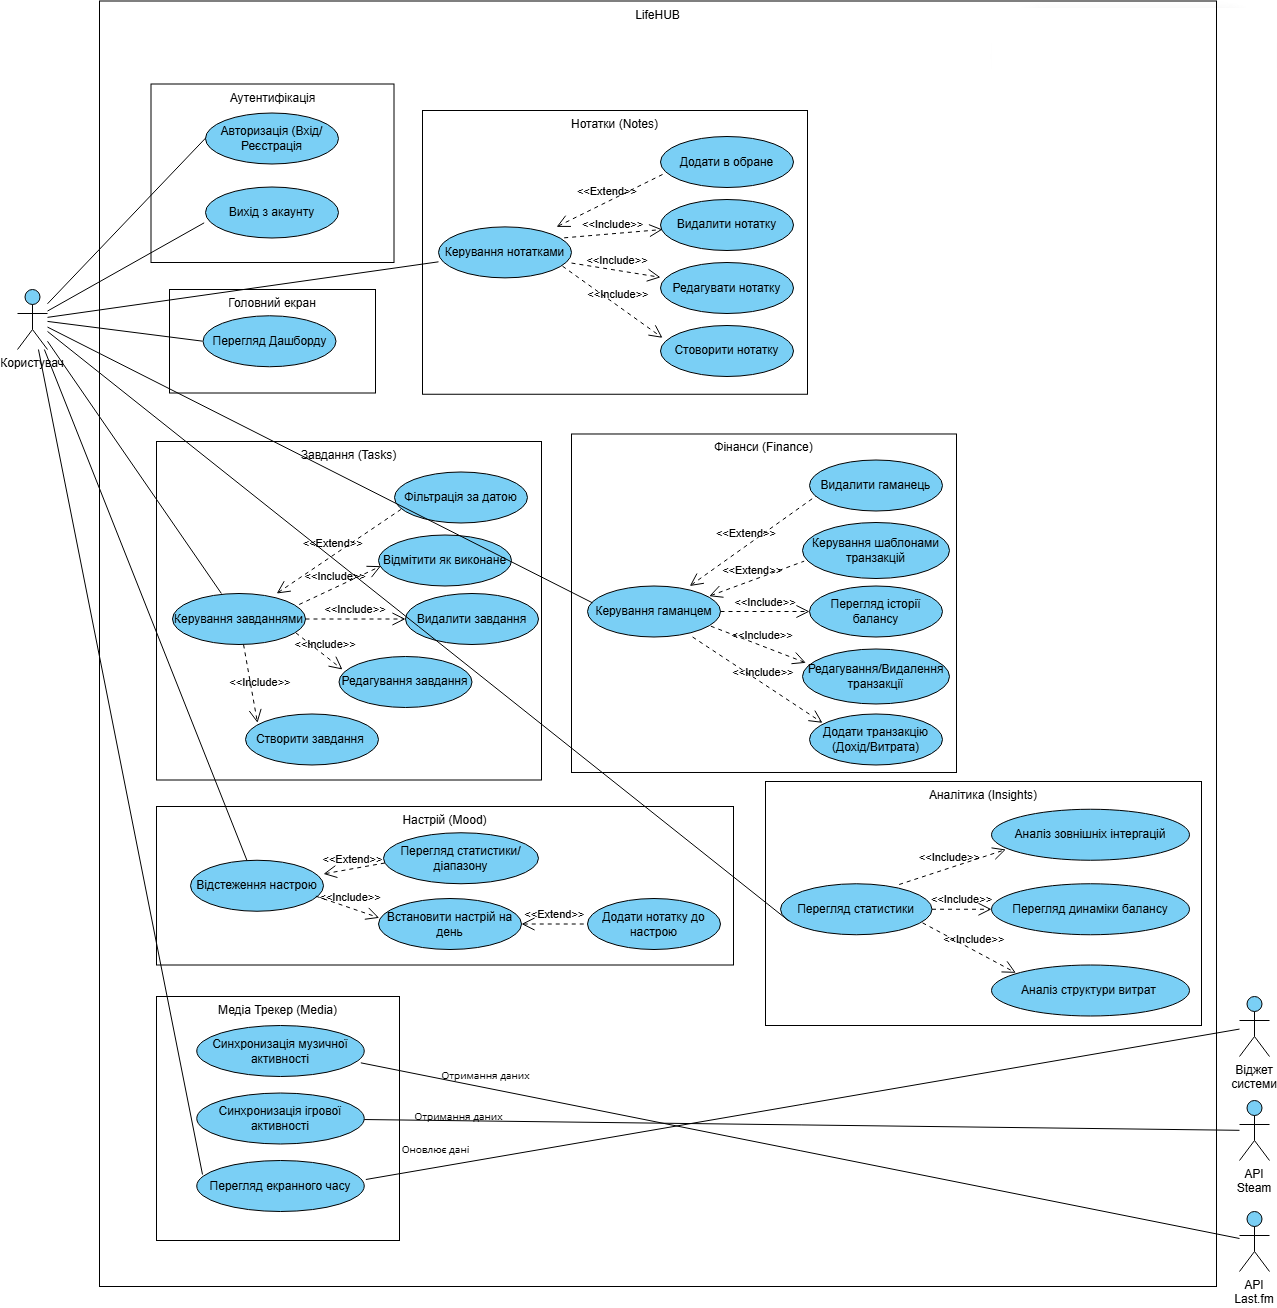 LifeHUB
Аутентифікація
Авторизація (Вхід/
Реєстрація
Вихід з акаунту
Нотатки (Notes)
Додати в обране
<<Extend>>
Видалити нотатку
<<Include>>
Керування нотатками
<<Include>>
Редагувати нотатку
<<Include>>
Стоворити нотатку
Головний екран
Перегляд Дашборду
Користувач
Завдання (Tasks)
Фільтрація за датою
<<Extend>>
Відмітити як виконане
<<Include>>
Керування завданнями
<<Include>>
Видалити завдання
<<Include>>
Редагування завдання
<<Include>>
Створити завдання
Фінанси (Finance)
Видалити гаманець
<<Extend>>
Керування шаблонами
транзакцій
<<Extend>>
Керування гаманцем
<<Include>>
Перегляд історії
балансу
<<Include>>
Редагування/Видалення
транзакції
<<Include>>
Додати транзакцію
(Дохід/Витрата)
Настрій (Mood)
Перегляд статистики/
діапазону
<<Extend>>
Відстеження настрою
<<Include>>
Встановити настрій на
день
<<Extend>>
Додати нотатку до
настрою
Аналітика (Insights)
Аналіз зовнішніх інтергацій
<<Include>>
Перегляд статистики
<<Include>>
Перегляд динаміки балансу
<<Include>>
Аналіз структури витрат
Медіа Трекер (Media)
Синхронизація музичної
активності
Отримання даних
Синхронизація ігрової
активності
Отримання даних
Перегляд екранного часу
Оновлює дані
Віджет
системи
API
Steam
API
Last.fm